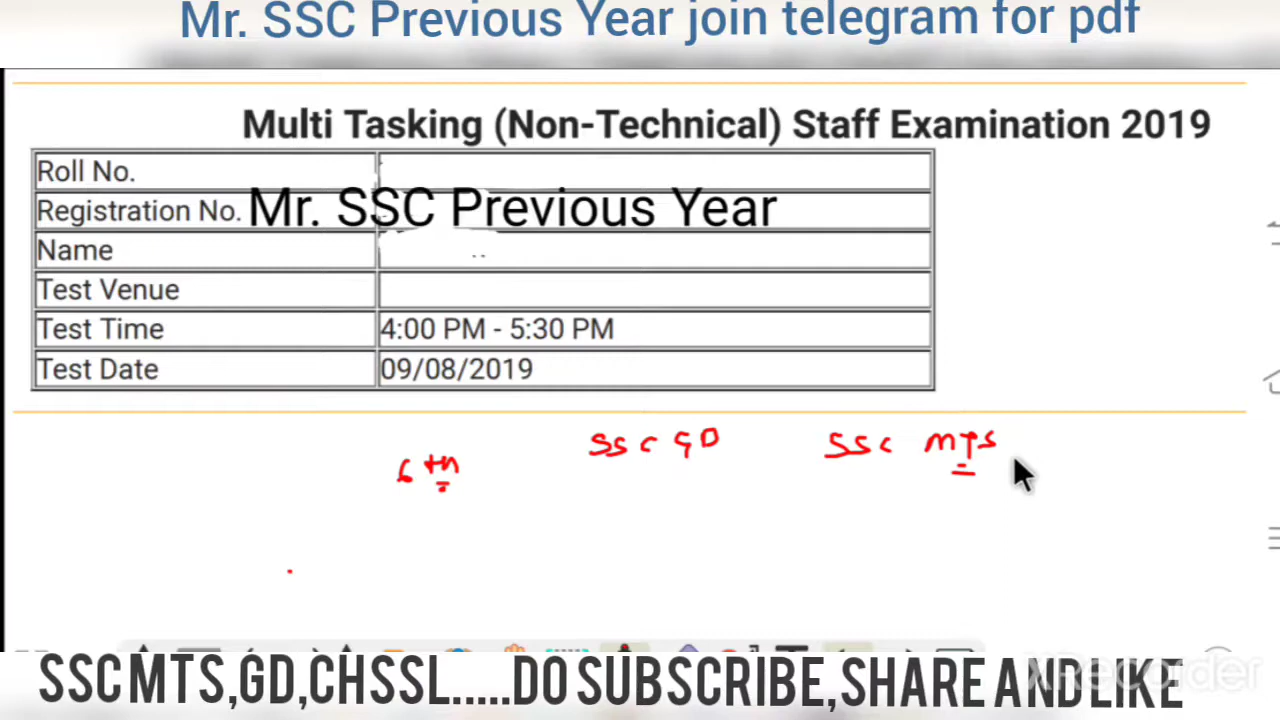 Mr. SSC Previous Year join telegram for pdf
Multi Tasking (Non-Technical) Staff Examination 2019
Roll No.
Registration No. Mr. SSC Previous Year
Name
Test Venue
Test Time 4:00 PM - 5:30 PM
Test Date 09/08/2019
6th SSC GD SSC MTS
XRecorder
SSC MTS,GD,CHSSL.....DO SUBSCRIBE,SHARE AND LIKE